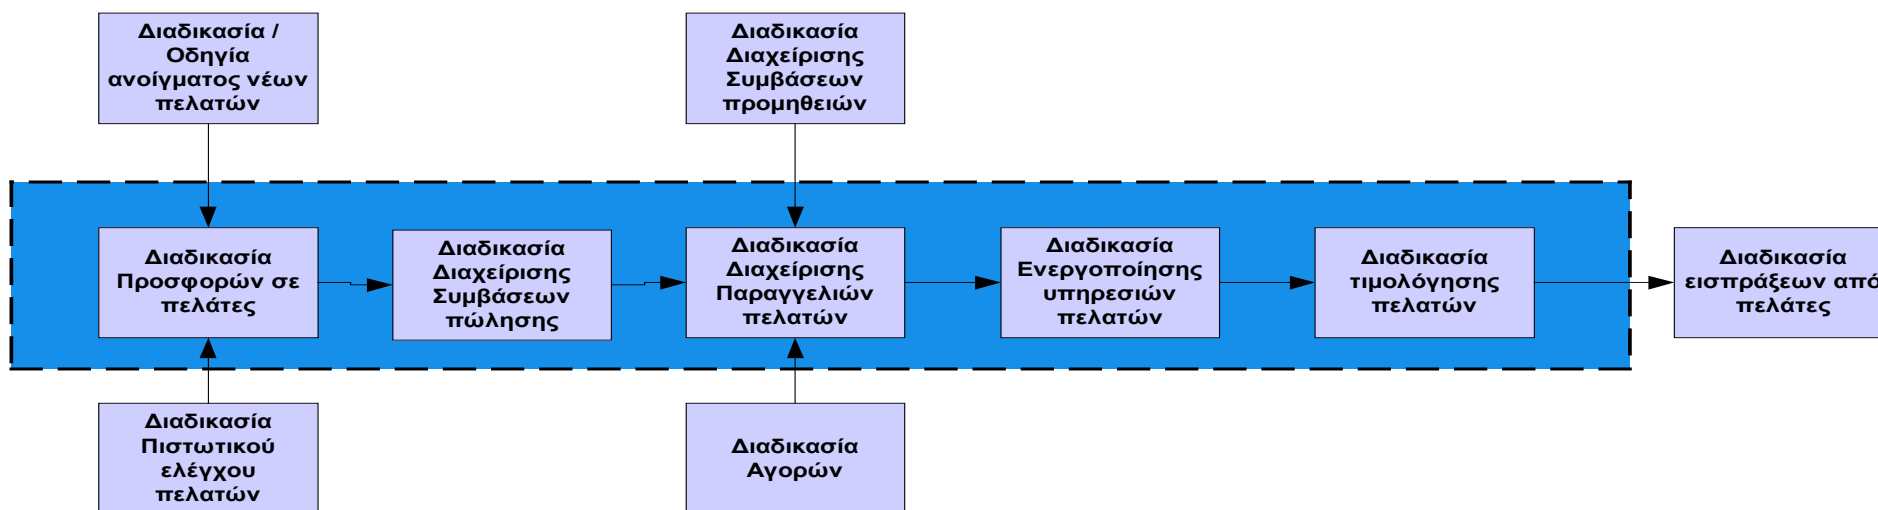 Διαδικασία /
Οδηγία
ανοίγματος νέων
πελατών
Διαδικασία
Διαχείρισης
Συμβάσεων
προμηθειών
Διαδικασία
Προσφορών σε
πελάτες
Διαδικασία
Διαχείρισης
Συμβάσεων
πώλησης
Διαδικασία
Διαχείρισης
Παραγγελιών
πελατών
Διαδικασία
Ενεργοποίησης
υπηρεσιών
πελατών
Διαδικασία
τιμολόγησης
πελατών
Διαδικασία
εισπράξεων από
πελάτες
Διαδικασία
Πιστωτικού
ελέγχου
πελατών
Διαδικασία
Αγορών